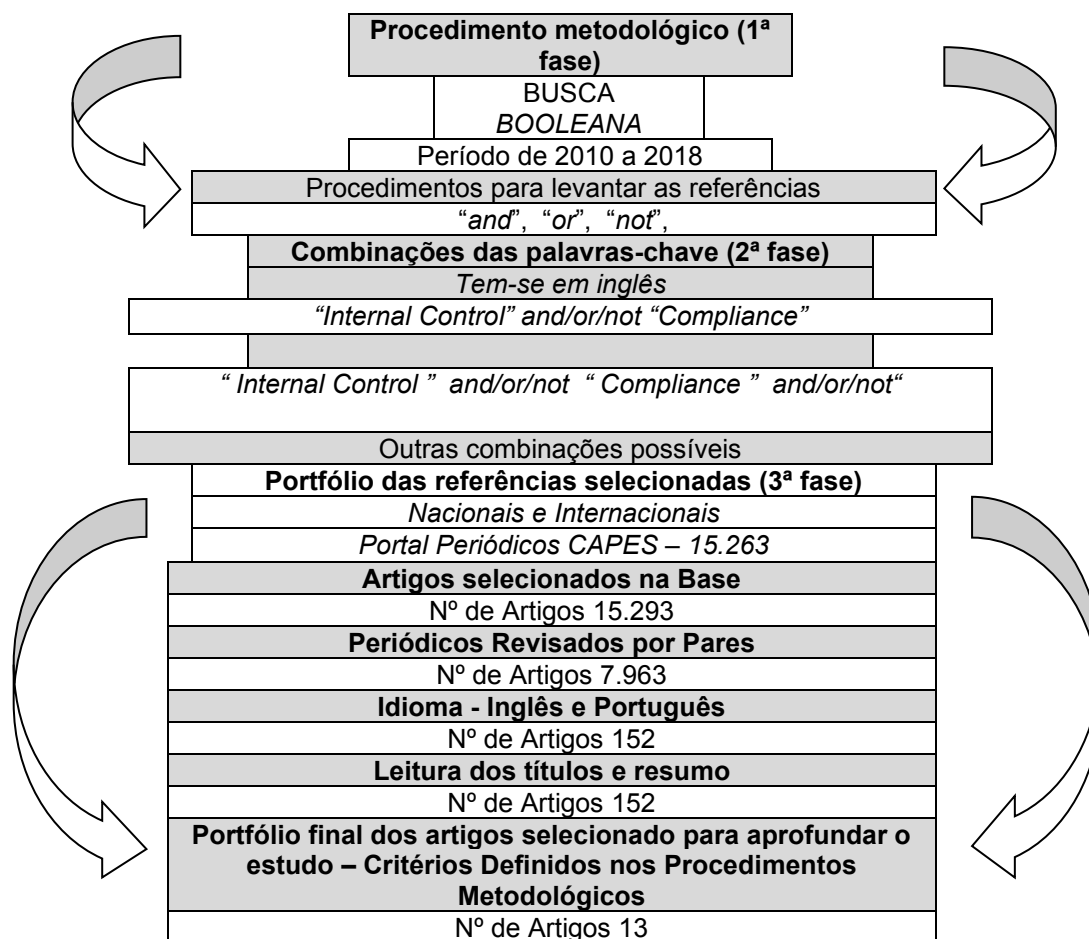 Procedimento metodológico (1ª
fase)
BUSCA
BOOLEANA
Período de 2010 a 2018
Procedimentos para levantar as referências
“and”, “or”, “not”,
Combinações das palavras-chave (2ª fase)
Tem-se em inglês
“Internal Control” and/or/not “Compliance”
“ Internal Control ” and/or/not “ Compliance ” and/or/not“
Outras combinações possíveis
Portfólio das referências selecionadas (3ª fase)
Nacionais e Internacionais
Portal Periódicos CAPES – 15.263
Artigos selecionados na Base
Nº de Artigos 15.293
Periódicos Revisados por Pares
Nº de Artigos 7.963
Idioma - Inglês e Português
Nº de Artigos 152
Leitura dos títulos e resumo
Nº de Artigos 152
Portfólio final dos artigos selecionado para aprofundar o
estudo – Critérios Definidos nos Procedimentos
Metodológicos
Nº de Artigos 13